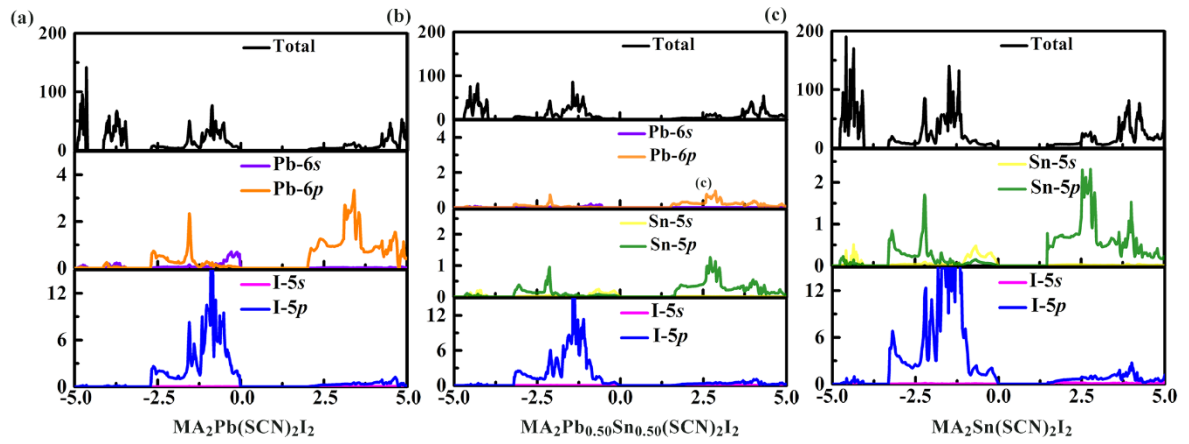 (a)
200
Total
100
0
4
Pb-6s
Pb-6p
2
0
12
I-5s
I-5p
6
0
-5.0 -2.5 0.0 2.5 5.0
MA₂Pb(SCN)₂I₂
(b)
200
Total
100
0
4
Pb-6s
Pb-6p
2
(c)
0
2
Sn-5s
Sn-5p
1
0
12
I-5s
I-5p
6
0
-5.0 -2.5 0.0 2.5 5.0
MA₂Pb₀.₅₀Sn₀.₅₀(SCN)₂I₂
(c)
200
150
Total
100
50
0
2
Sn-5s
Sn-5p
1
0
12
I-5s
I-5p
6
0
-5.0 -2.5 0.0 2.5 5.0
MA₂Sn(SCN)₂I₂